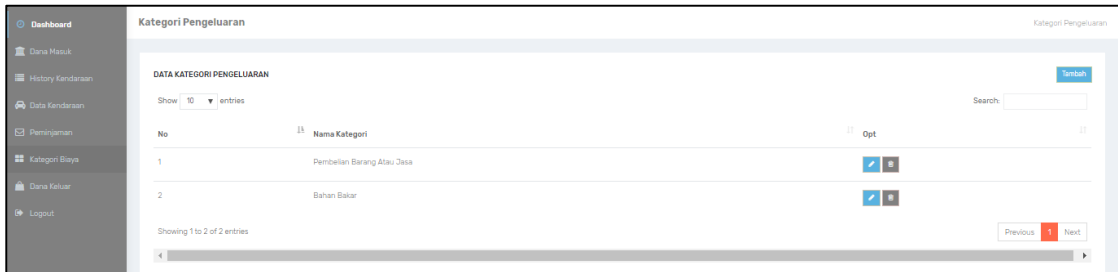 Dashboard
Dana Masuk
History Kendaraan
Data Kendaraan
Peminjaman
Kategori Biaya
Dana Keluar
Logout
Kategori Pengeluaran
Kategori Pengeluaran
DATA KATEGORI PENGELUARAN
Tambah
Show 10 entries
Search:
No Nama Kategori Opt
1 Pembelian Barang Atau Jasa
2 Bahan Bakar
Showing 1 to 2 of 2 entries
Previous 1 Next